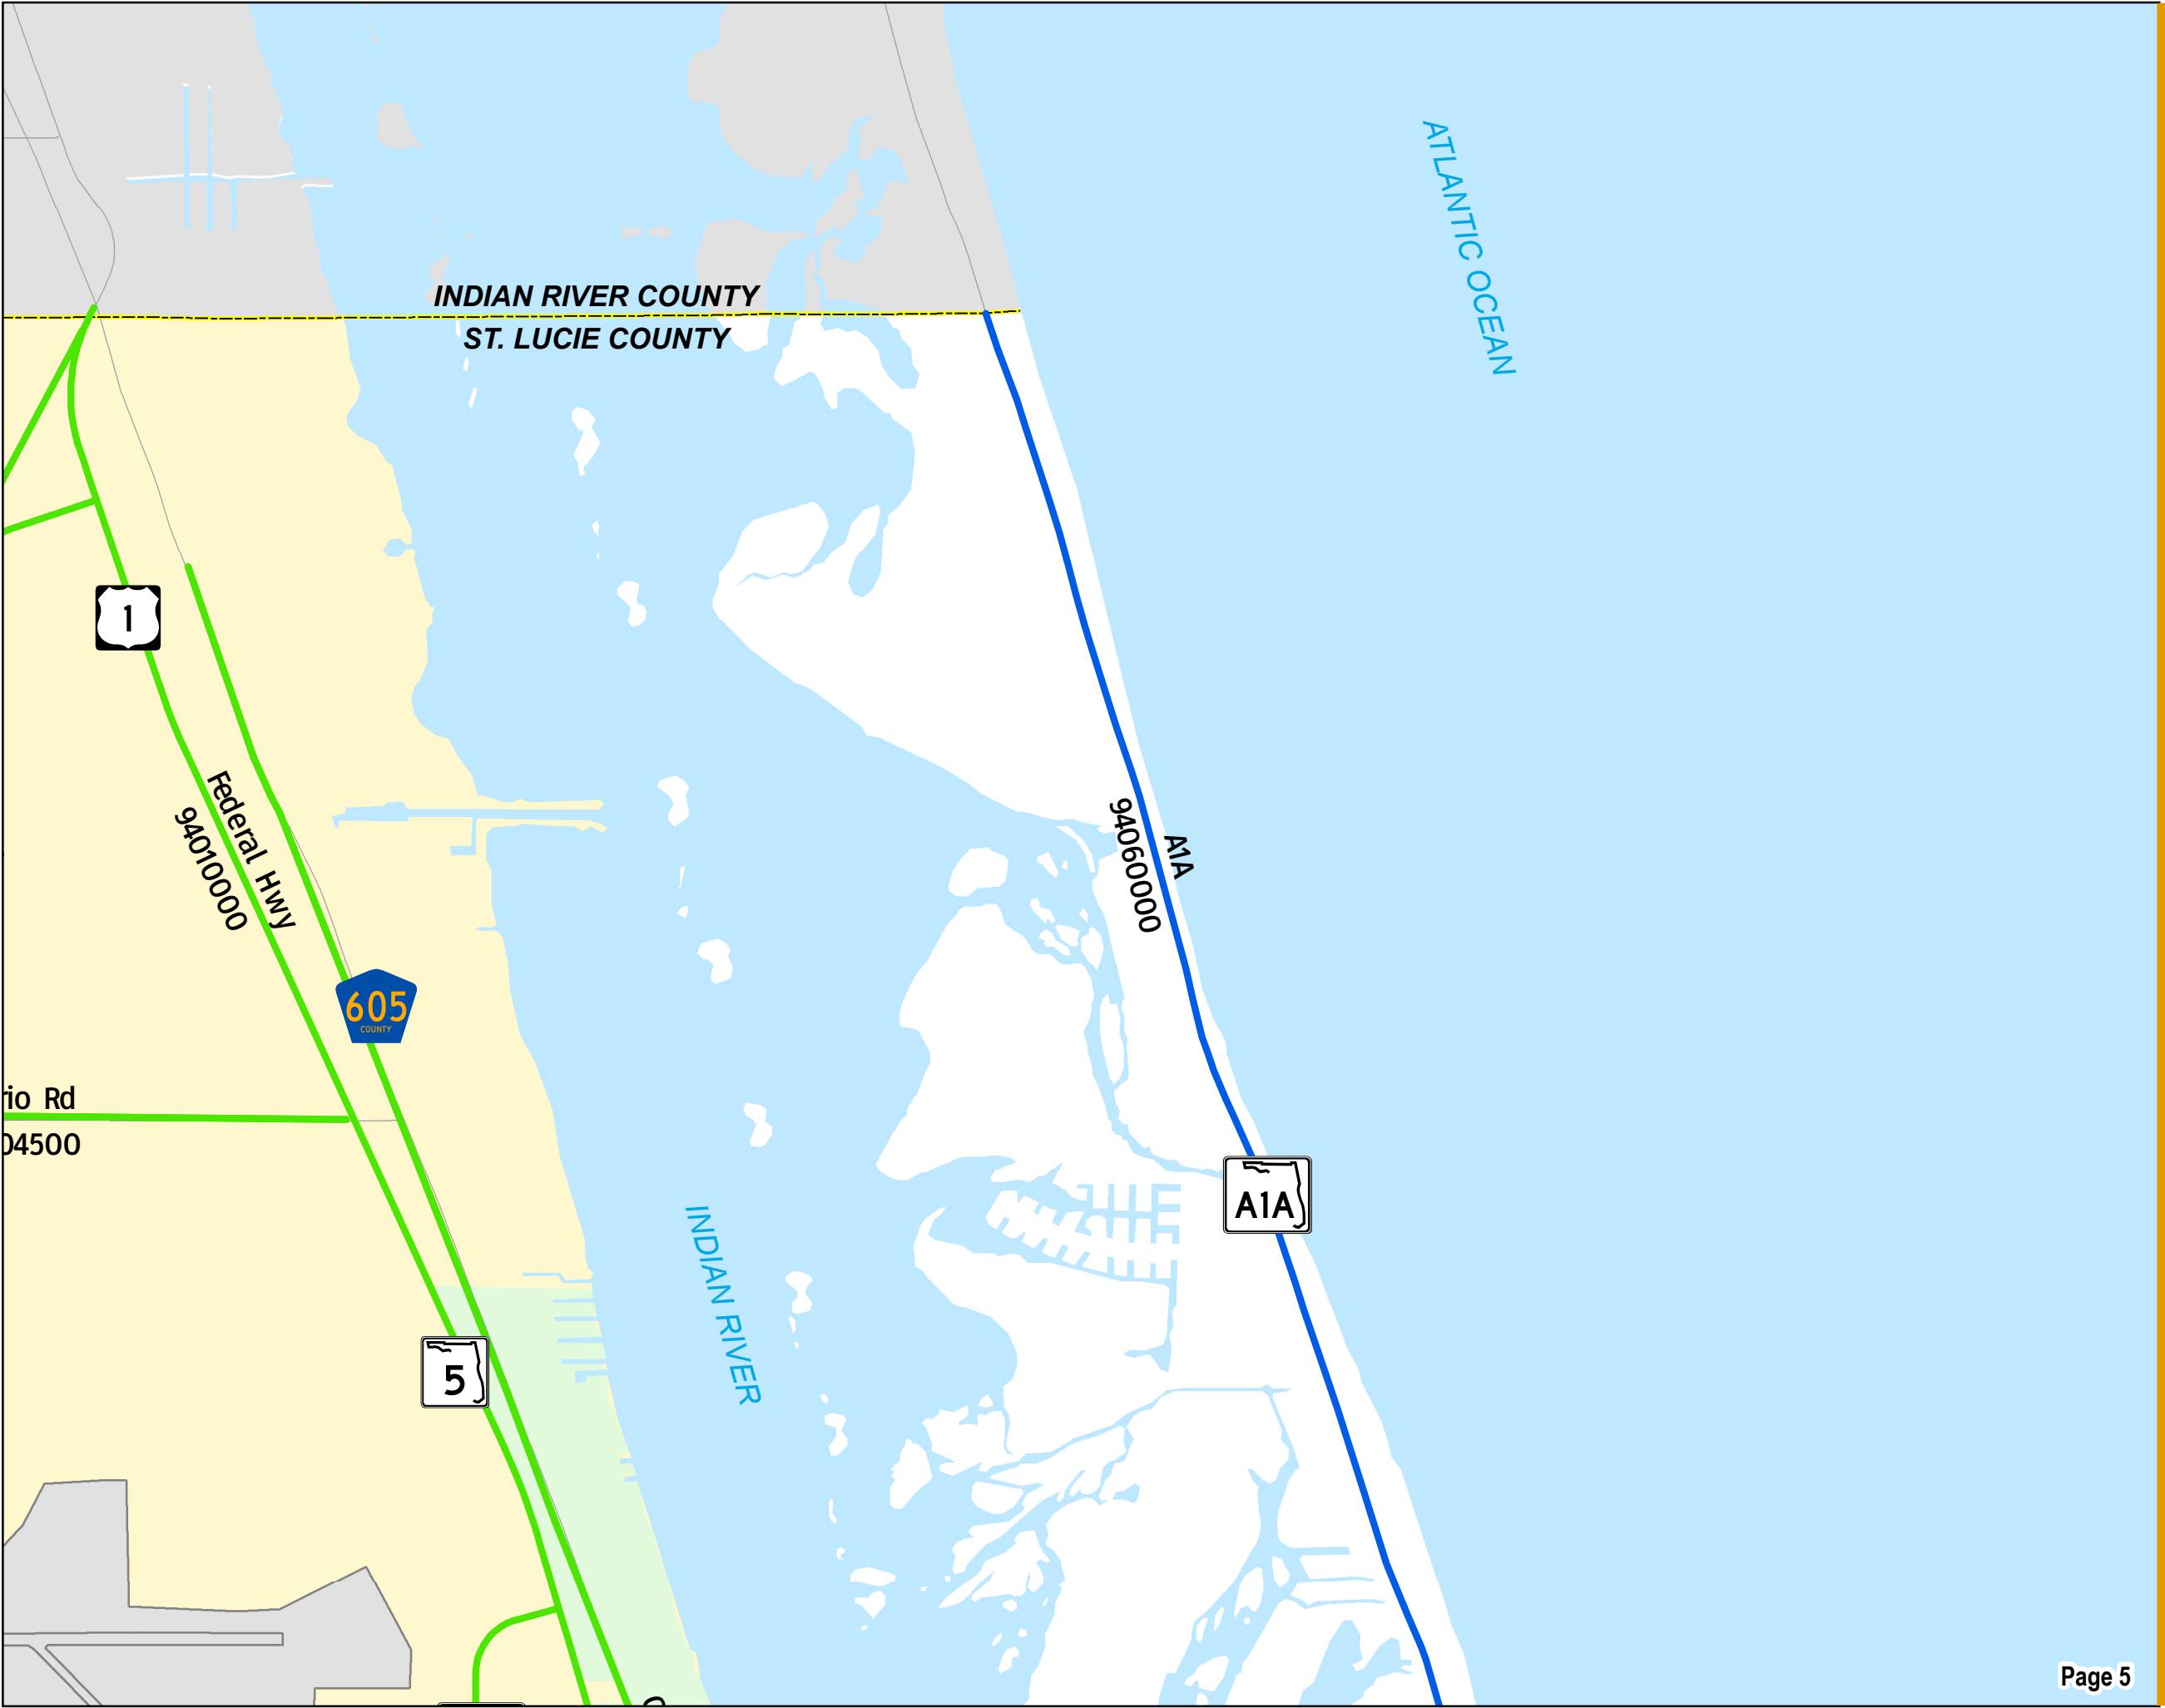 ATLANTIC OCEAN
INDIAN RIVER COUNTY
ST. LUCIE COUNTY
1
Federal Hwy
94010000
A1A
94060000
605
COUNTY
rio Rd
04500
A1A
INDIAN RIVER
5
Page 5